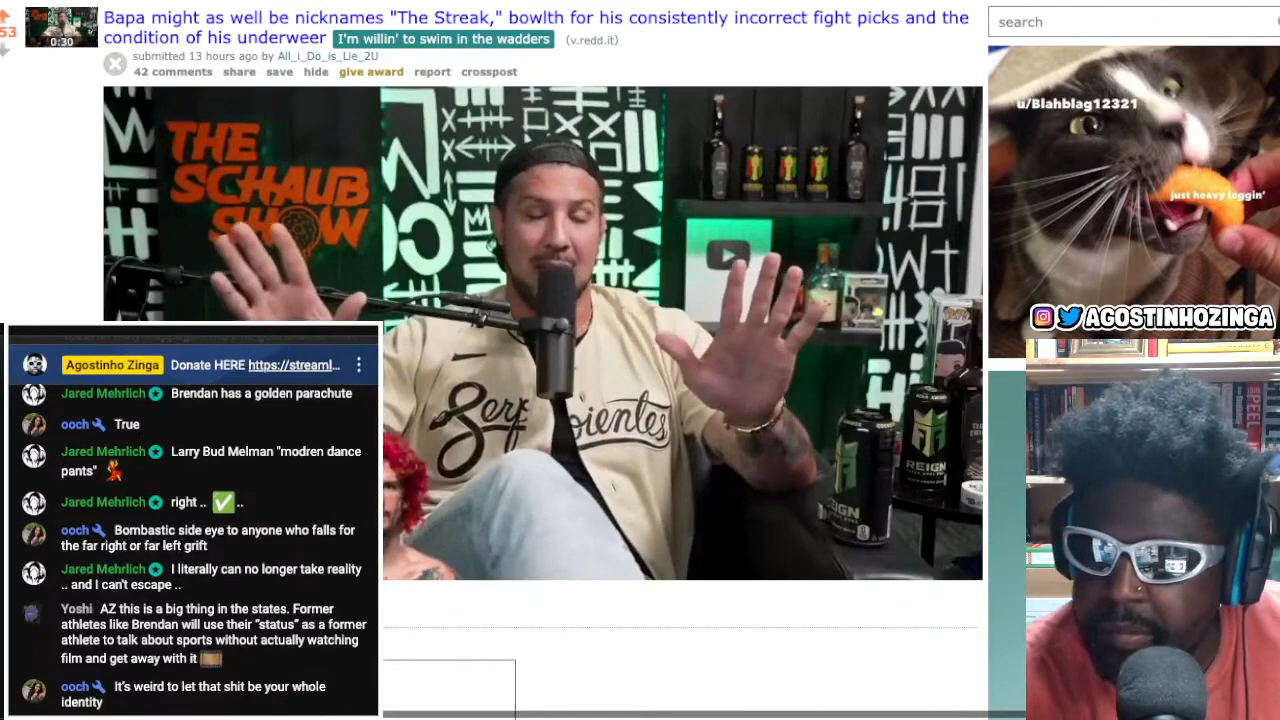 53
0:30
Bapa might as well be nicknames "The Streak," bowlth for his consistently incorrect fight picks and the
condition of his underweer I'm willin' to swim in the wadders (v.redd.it)
submitted 13 hours ago by All_i_Do_is_Lie_2U
42 comments share save hide give award report crosspost
search
u/Blahblag12321
just heavy loggin'
AGOSTINHOZINGA
THE
SCHAUB
SHOW
REIGN
REIGN
Agostinho Zinga Donate HERE https://streaml...
Jared Mehrlich Brendan has a golden parachute
ooch True
Jared Mehrlich Larry Bud Melman "modren dance
pants"
Jared Mehrlich right .. ..
ooch Bombastic side eye to anyone who falls for
the far right or far left grift
Jared Mehrlich I literally can no longer take reality
.. and I can't escape ..
Yoshi AZ this is a big thing in the states. Former
athletes like Brendan will use their “status” as a former
athlete to talk about sports without actually watching
film and get away with it
ooch It's weird to let that shit be your whole
identity